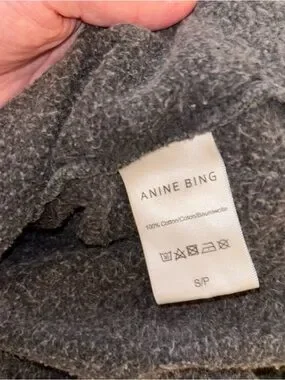 ANINE BING
100% Cotton/Coton/Baumwolle
S/P